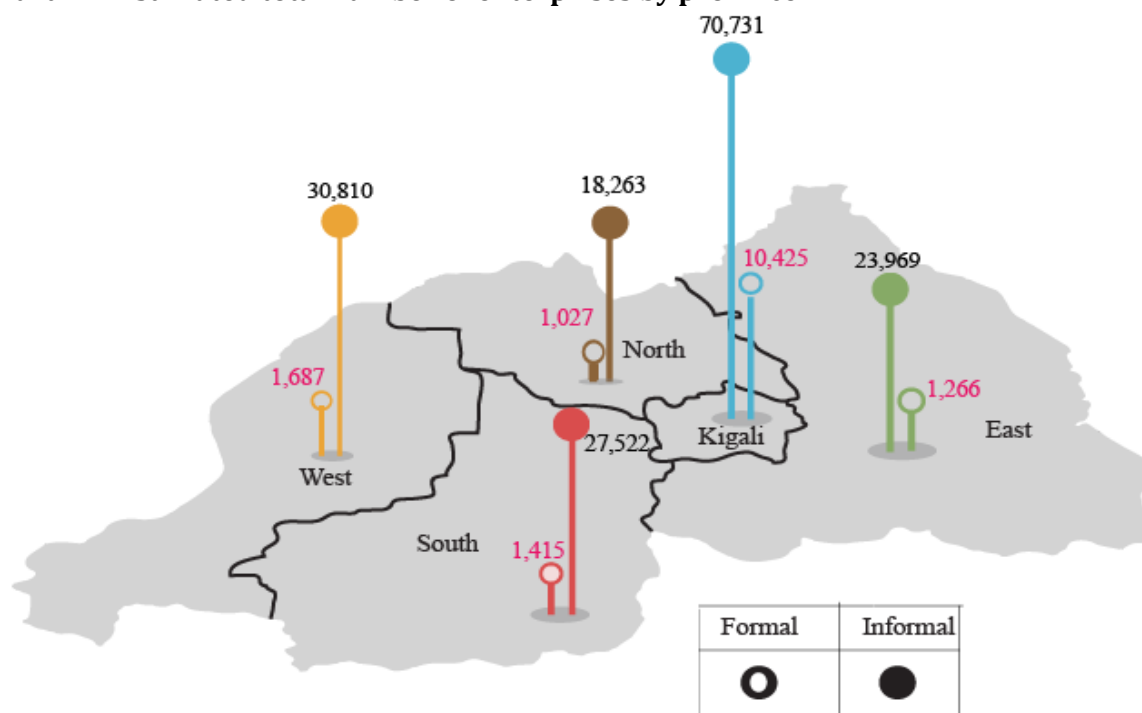 70,731
30,810
18,263
10,425
23,969
1,027
North
1,687
1,266
East
Kigali
27,522
West
South
1,415
Formal Informal